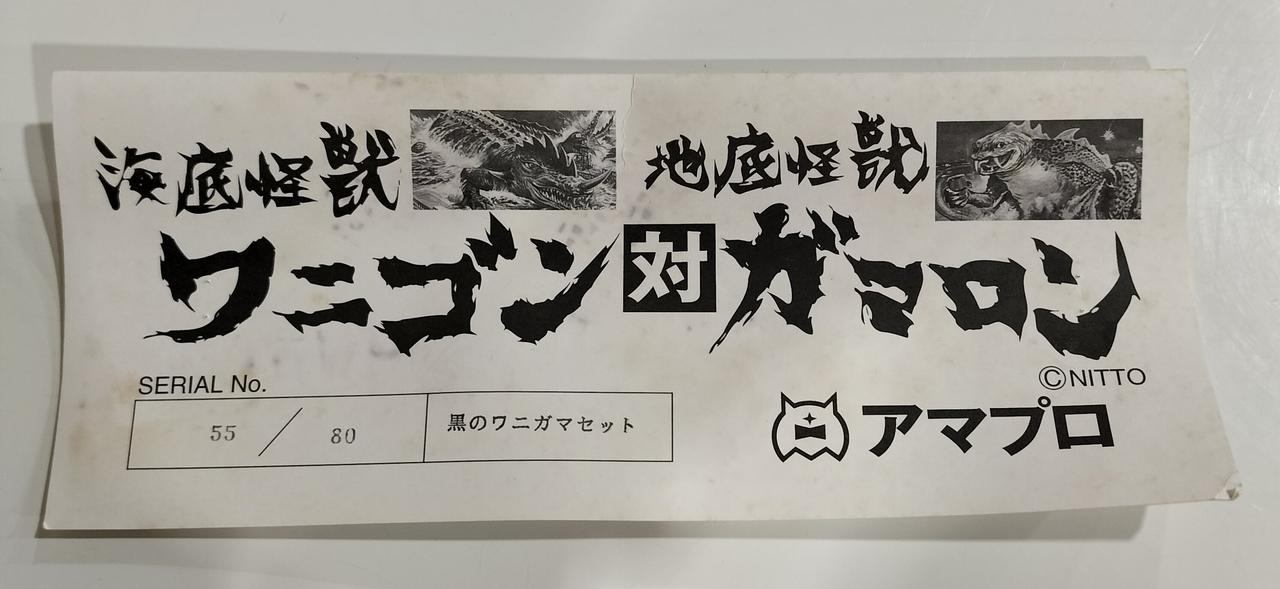 海底怪獣 地底怪獣
ワニゴン 対 ガマロン
SERIAL No. ©NITTO
55 / 80 黒のワニガマセット アマプロ